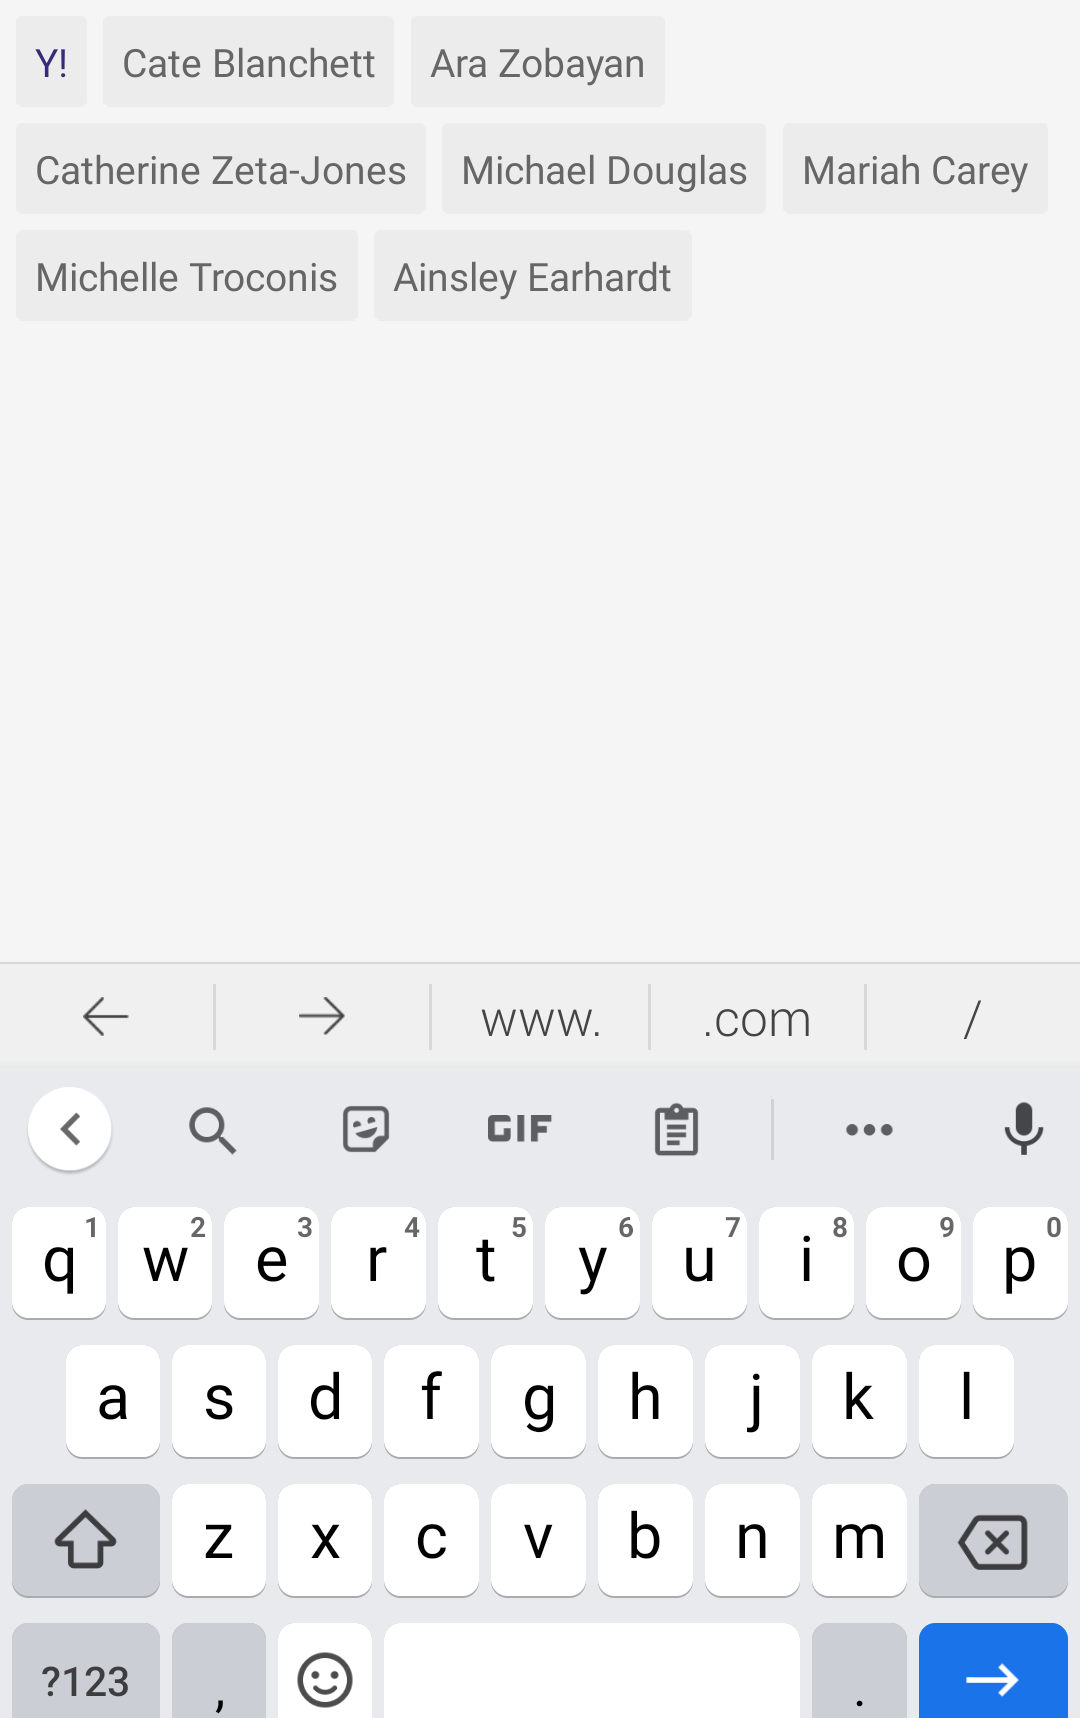 Y! Cate Blanchett Ara Zobayan
Catherine Zeta-Jones Michael Douglas Mariah Carey
Michelle Troconis Ainsley Earhardt
www. .com /
GIF
q 1 w 2 e 3 r 4 t 5 y 6 u 7 i 8 o 9 p 0
a s d f g h j k l
z x c v b n m
?123 , .